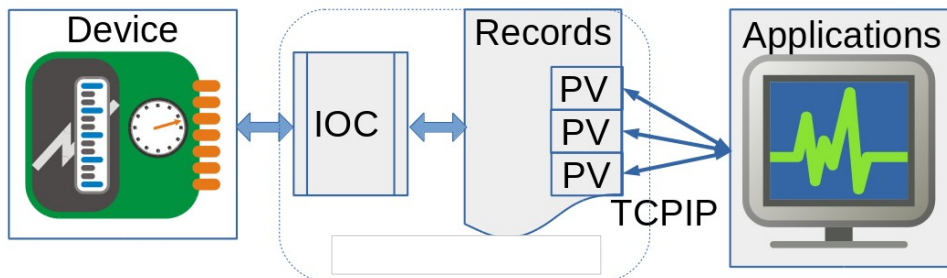 Device
IOC
Records
PV
PV
PV
TCPIP
Applications